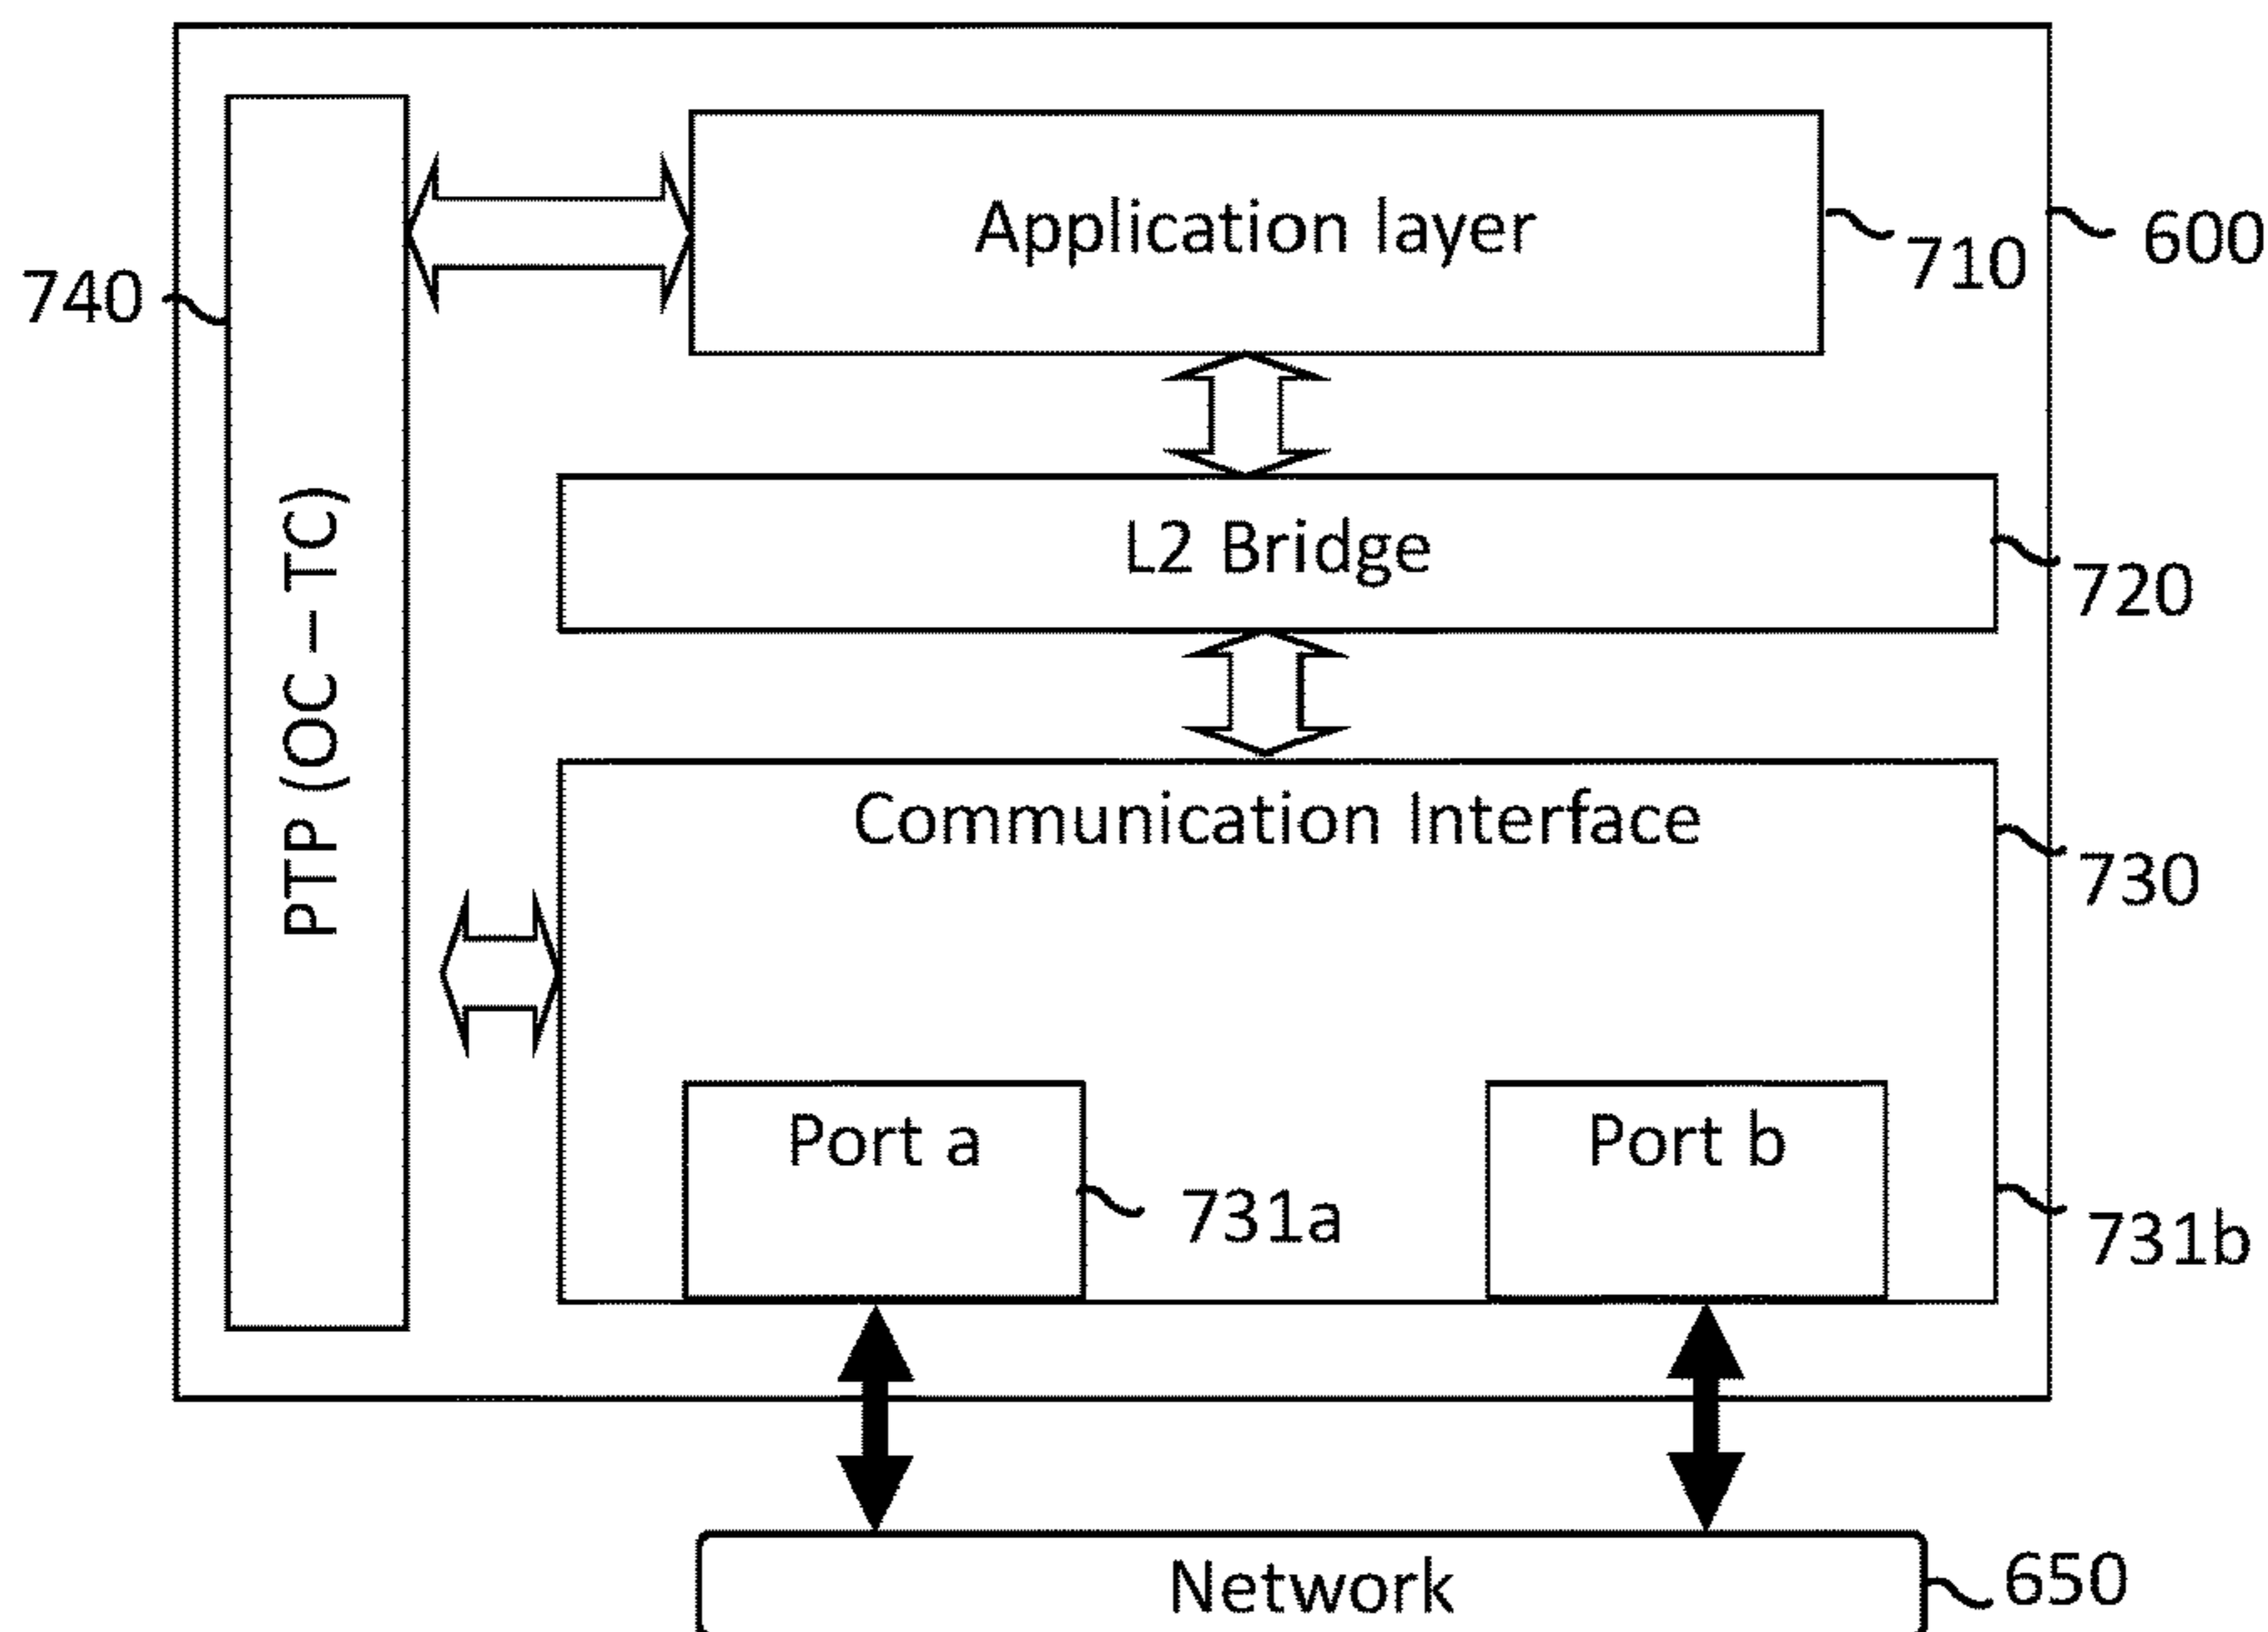 Application layer
600
710
740
L2 Bridge
720
PTP (OC – TC)
Communication Interface
730
Port a
Port b
731a
731b
Network
650